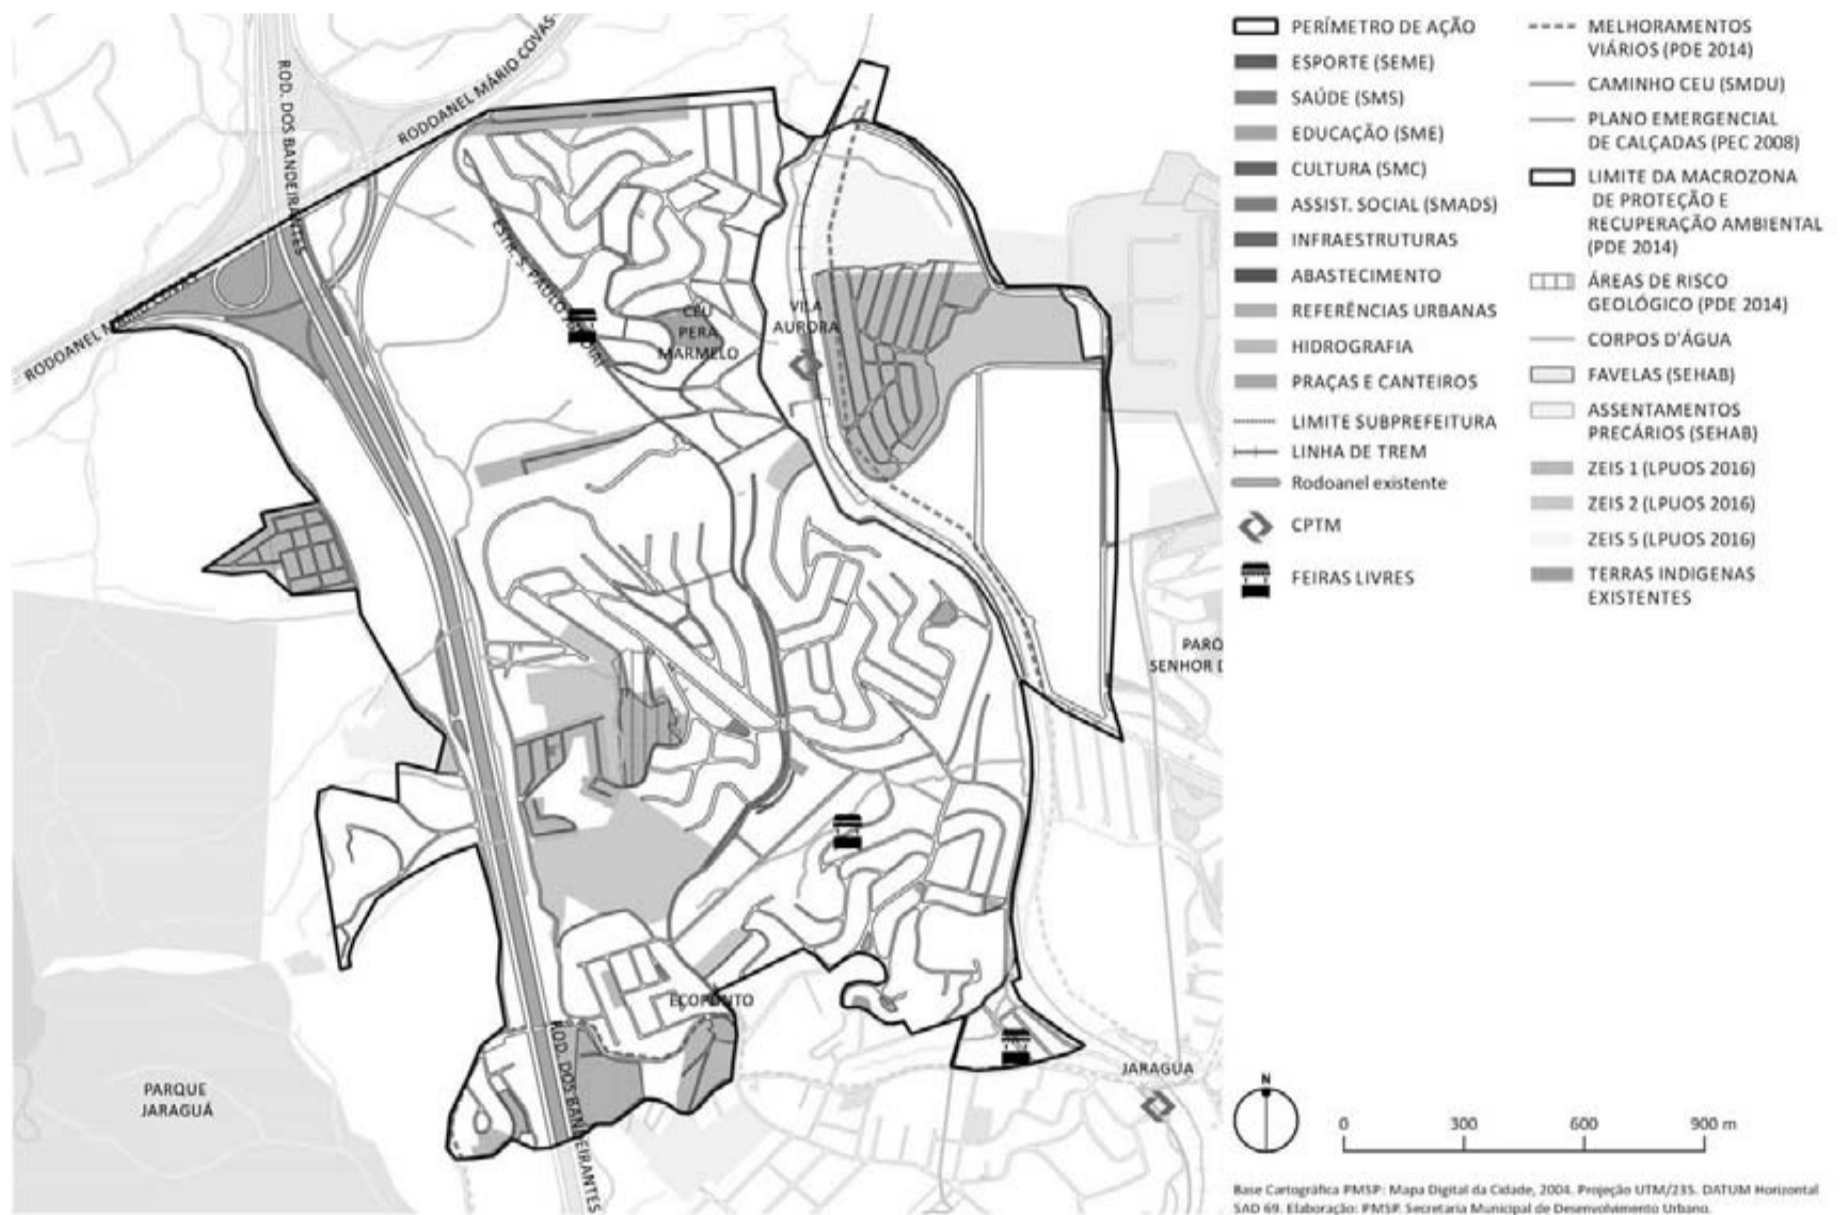 ROD. DOS BANDEIRANTES
RODOANEL MÁRIO COVAS
RODOANEL MÁRIO COVAS
ESTR. S. PAULO
CEU
PERA
MARMELO
VILA
AURORA
PARQ
SENHOR D
ECOPONTO
ROD. DOS BANDEIRANTES
PARQUE
JARAGUÁ
JARAGUA
PERÍMETRO DE AÇÃO
ESPORTE (SEME)
SAÚDE (SMS)
EDUCAÇÃO (SME)
CULTURA (SMC)
ASSIST. SOCIAL (SMADS)
INFRAESTRUTURAS
ABASTECIMENTO
REFERÊNCIAS URBANAS
HIDROGRAFIA
PRAÇAS E CANTEIROS
LIMITE SUBPREFEITURA
LINHA DE TREM
Rodoanel existente
CPTM
FEIRAS LIVRES
MELHORAMENTOS
VIÁRIOS (PDE 2014)
CAMINHO CEU (SMDU)
PLANO EMERGENCIAL
DE CALÇADAS (PEC 2008)
LIMITE DA MACROZONA
DE PROTEÇÃO E
RECUPERAÇÃO AMBIENTAL
(PDE 2014)
ÁREAS DE RISCO
GEOLÓGICO (PDE 2014)
CORPOS D'ÁGUA
FAVELAS (SEHAB)
ASSENTAMENTOS
PRECÁRIOS (SEHAB)
ZEIS 1 (LPUOS 2016)
ZEIS 2 (LPUOS 2016)
ZEIS 5 (LPUOS 2016)
TERRAS INDIGENAS
EXISTENTES
N
0 300 600 900 m
Base Cartográfica PMSP: Mapa Digital da Cidade, 2004. Projeção UTM/23S. DATUM Horizontal
SAD 69. Elaboração: PMSP. Secretaria Municipal de Desenvolvimento Urbano.